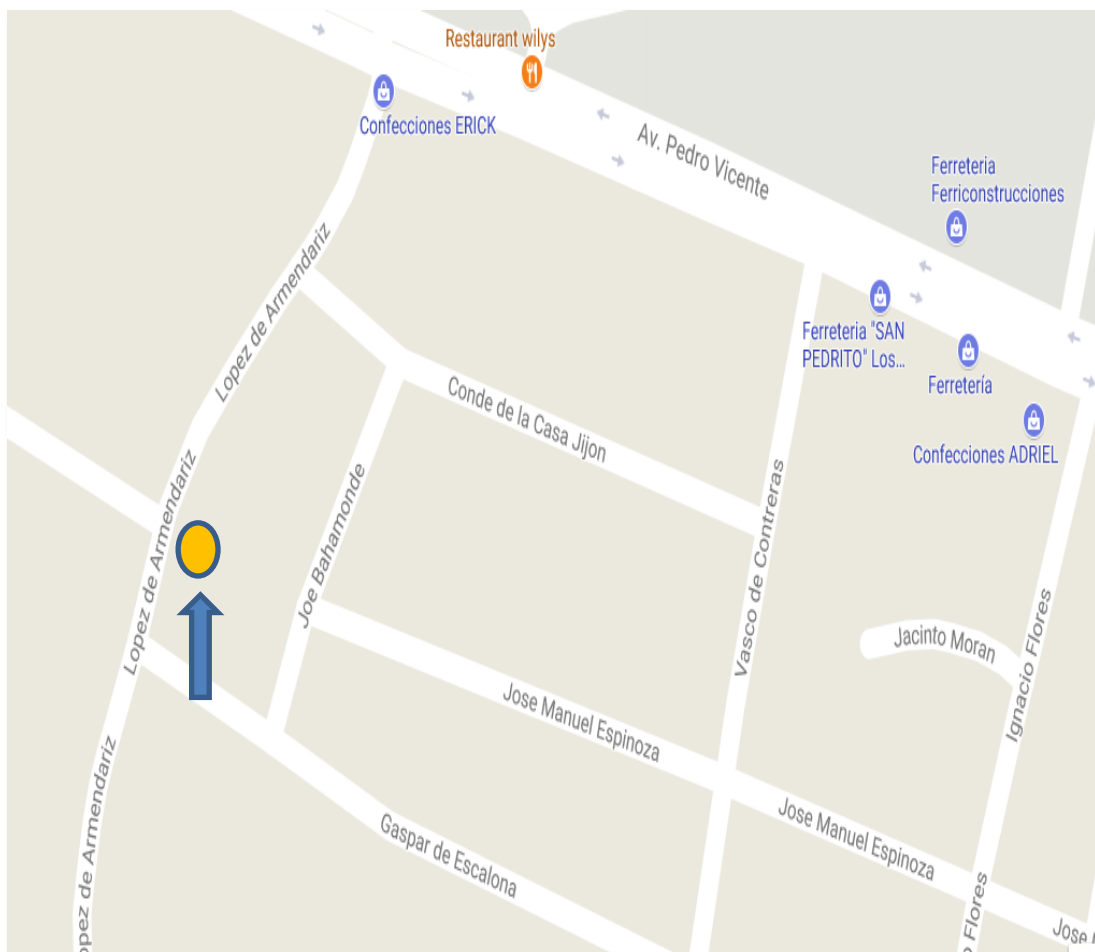 Restaurant wilys
Confecciones ERICK
Av. Pedro Vicente
Ferreteria
Ferriconstrucciones
Lopez de Armendariz
Ferreteria "SAN
PEDRITO" Los...
Ferretería
Conde de la Casa Jijon
Confecciones ADRIEL
Lopez de Armendariz
Joe Bahamonde
Vasco de Contreras
Jacinto Moran
Ignacio Flores
Jose Manuel Espinoza
Lopez de Armendariz
Jose Manuel Espinoza
Gaspar de Escalona
Flores
Jose